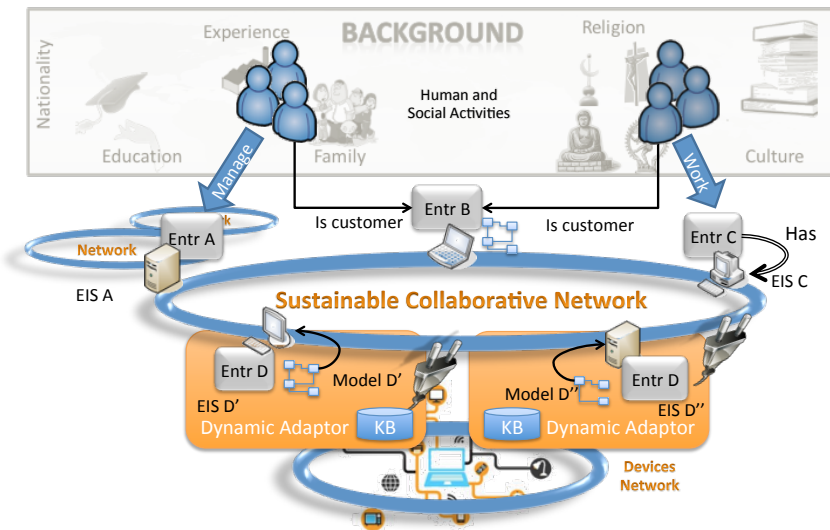 BACKGROUND
Experience
Religion
Nationality
Human and
Social Activities
Education
Family
Culture
Manage
Work
Is customer
Entr B
Is customer
Entr A
Network
Entr C
Has
EIS A
EIS C
Sustainable Collaborative Network
Entr D
Model D'
EIS D'
KB
Dynamic Adaptor
Model D''
Entr D
EIS D''
KB
Dynamic Adaptor
Devices
Network